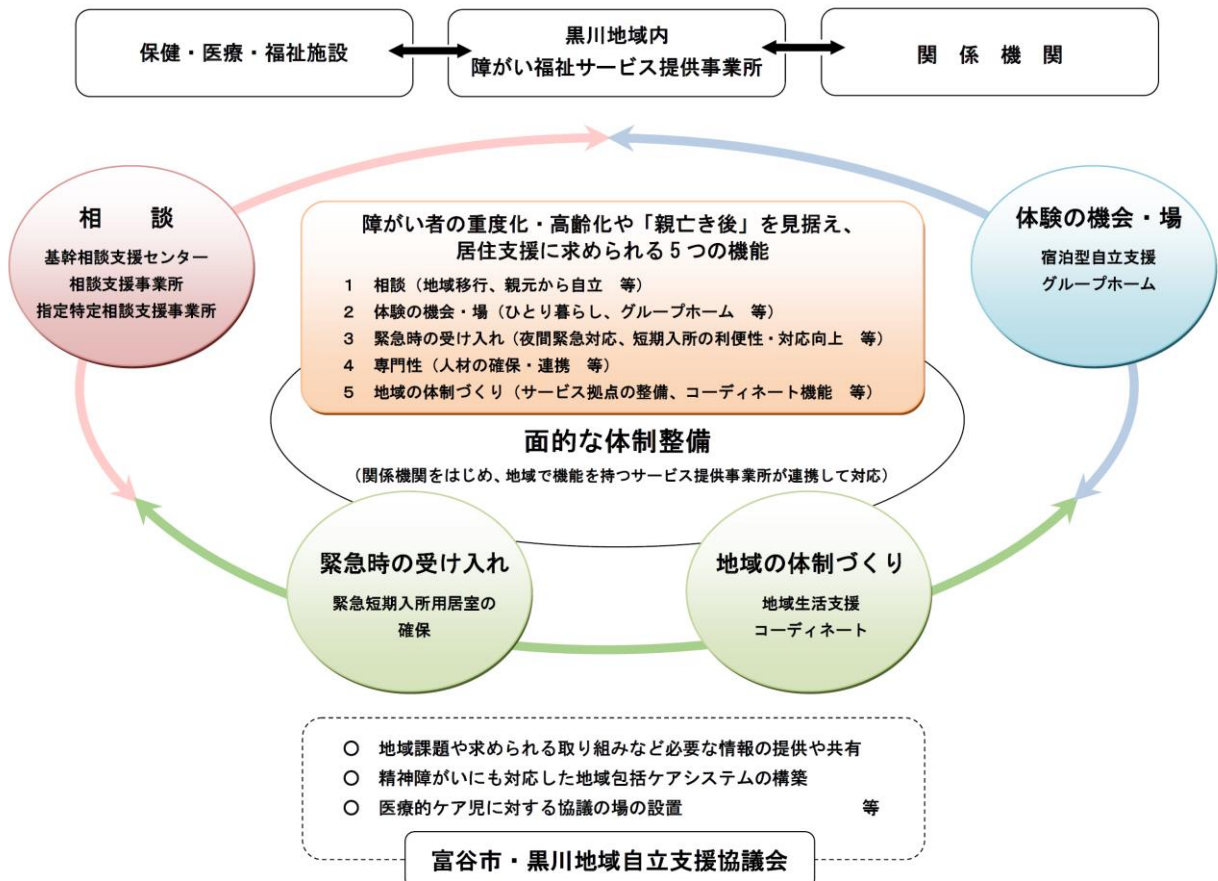 保健・医療・福祉施設
黒川地域内
障がい福祉サービス提供事業所
関　係　機　関
相　　談
基幹相談支援センター
相談支援事業所
指定特定相談支援事業所
障がい者の重度化・高齢化や「親亡き後」を見据え、
居住支援に求められる５つの機能
１　相談（地域移行、親元から自立　等）
２　体験の機会・場（ひとり暮らし、グループホーム　等）
３　緊急時の受け入れ（夜間緊急対応、短期入所の利便性・対応向上　等）
４　専門性（人材の確保・連携　等）
５　地域の体制づくり（サービス拠点の整備、コーディネート機能　等）
体験の機会・場
宿泊型自立支援
グループホーム
面的な体制整備
（関係機関をはじめ、地域で機能を持つサービス提供事業所が連携して対応）
緊急時の受け入れ
緊急短期入所用居室の
確保
地域の体制づくり
地域生活支援
コーディネート
○　地域課題や求められる取り組みなど必要な情報の提供や共有
○　精神障がいにも対応した地域包括ケアシステムの構築
○　医療的ケア児に対する協議の場の設置　　　　　　　　　等
富谷市・黒川地域自立支援協議会